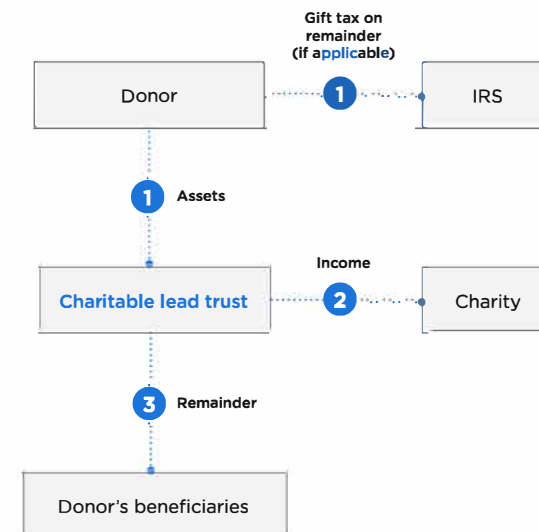 Gift tax on
remainder
(if applicable)
Donor
1
IRS
1
Assets
Income
Charitable lead trust
2
Charity
3
Remainder
Donor’s beneficiaries